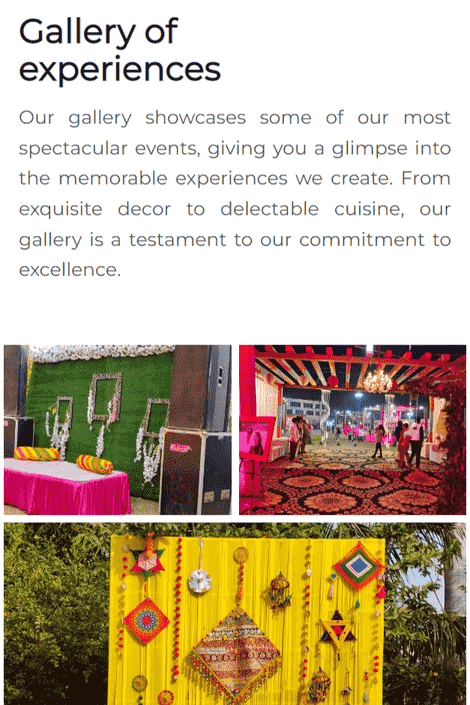 Gallery of
experiences
Our gallery showcases some of our most
spectacular events, giving you a glimpse into
the memorable experiences we create. From
exquisite decor to delectable cuisine, our
gallery is a testament to our commitment to
excellence.